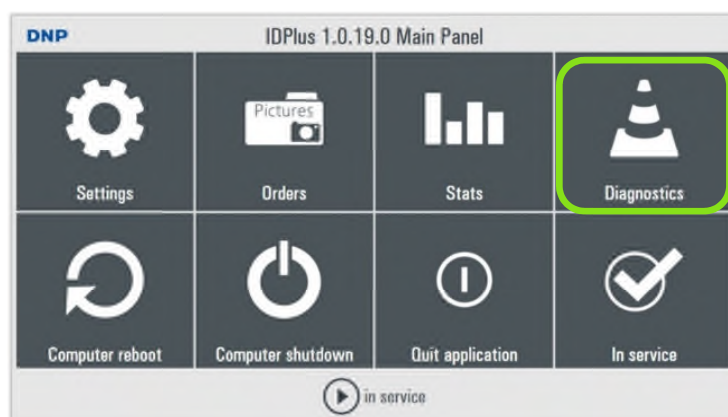 DNP IDPlus 1.0.19.0 Main Panel
Pictures
Settings Orders Stats Diagnostics
Computer reboot Computer shutdown Quit application In service
in service